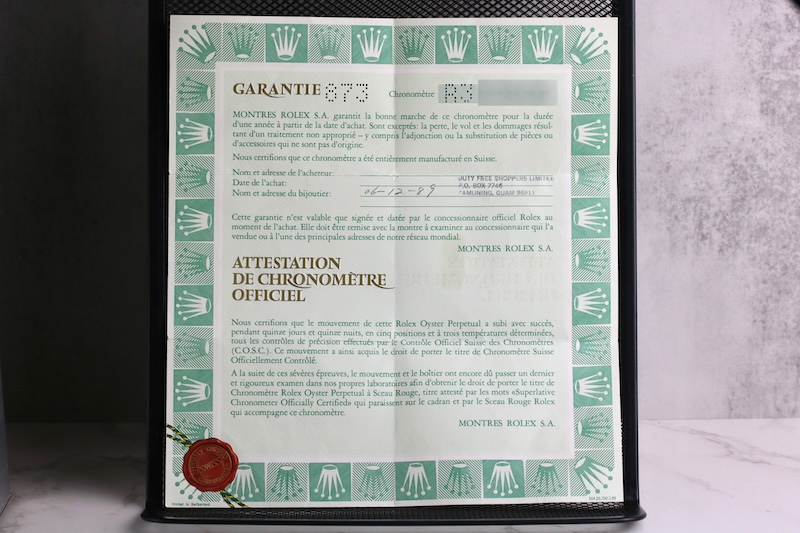 GARANTIE 873 Chronomètre R3
MONTRES ROLEX S.A. garantit la bonne marche de ce chronomètre pour la durée
d'une année à partir de la date d'achat. Sont exceptés: la perte, le vol et les dommages résul-
tant d'un traitement non approprié – y compris l'adjonction ou la substitution de pièces ou
d'accessoires qui ne sont pas d'origine.
Nous certifions que ce chronomètre a été entièrement manufacturé en Suisse.
Nom et adresse de l'acheteur:
DUTY FREE SHOPPERS LIMITED
Date de l'achat:
P.O. BOX 7746
Nom et adresse du bijoutier: 06-12-89
TAMUNING, GUAM 96911
Cette garantie n'est valable que signée et datée par le concessionnaire officiel Rolex au
moment de l'achat. Elle doit être remise avec la montre à examiner au concessionnaire qui l'a
vendue ou à l'une des principales adresses de notre réseau mondial.
MONTRES ROLEX S.A.
ATTESTATION
DE CHRONOMÈTRE
OFFICIEL
Nous certifions que le mouvement de cette Rolex Oyster Perpetual a subi avec succès,
pendant quinze jours et quinze nuits, en cinq positions et à trois températures déterminées,
tous les contrôles de précision effectués par le Contrôle Officiel Suisse des Chronomètres
(C.O.S.C.). Ce mouvement a ainsi acquis le droit de porter le titre de Chronomètre Suisse
Officiellement Contrôlé.
A la suite de ces sévères épreuves, le mouvement et le boîtier ont encore dû passer un dernier
et rigoureux examen dans nos propres laboratoires afin d'obtenir le droit de porter le titre de
Chronomètre Rolex Oyster Perpetual à Sceau Rouge, titre attesté par les mots «Superlative
Chronometer Officially Certified» qui paraissent sur le cadran et par le Sceau Rouge Rolex
qui accompagne ce chronomètre.
MONTRES ROLEX S.A.
Printed in Switzerland